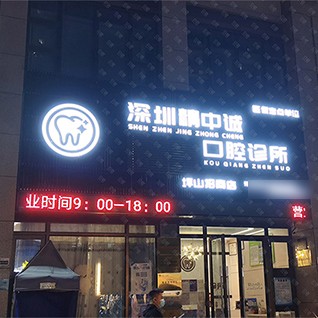 深圳精中诚
SHEN ZHEN JING ZHONG CHENG
口腔诊所
KOU QIANG ZHEN SUO
坪山
店
业时间9：00—18：00
营